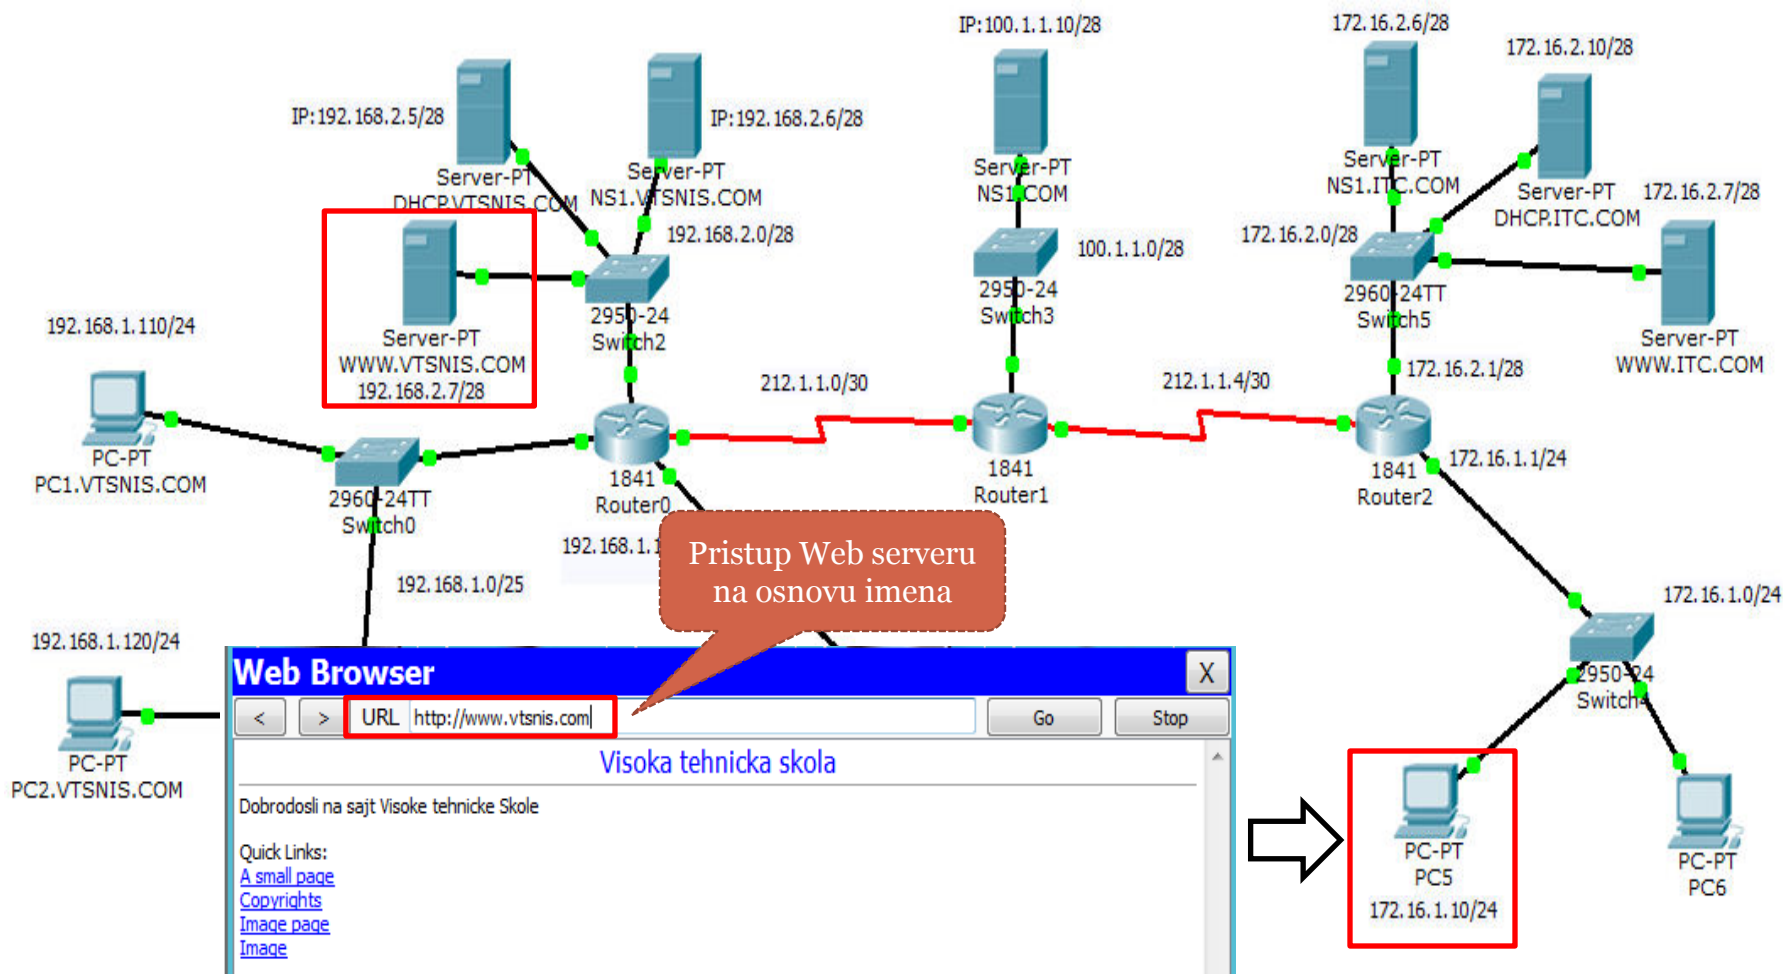 IP:100.1.1.10/28
172.16.2.6/28
172.16.2.10/28
IP:192.168.2.5/28
IP:192.168.2.6/28
Server-PT
DHCP.VTSNIS.COM
Server-PT
NS1.VTSNIS.COM
Server-PT
NS1.COM
Server-PT
NS1.ITC.COM
Server-PT
DHCP.ITC.COM
172.16.2.7/28
192.168.2.0/28
100.1.1.0/28
172.16.2.0/28
2950-24
Switch2
2950-24
Switch3
2960-24TT
Switch5
192.168.1.110/24
Server-PT
WWW.VTSNIS.COM
192.168.2.7/28
Server-PT
WWW.ITC.COM
212.1.1.0/30
212.1.1.4/30
172.16.2.1/28
PC-PT
PC1.VTSNIS.COM
2960-24TT
Switch0
1841
Router0
1841
Router1
1841
Router2
172.16.1.1/24
192.168.1.1
Pristup Web serveru
na osnovu imena
192.168.1.0/25
172.16.1.0/24
192.168.1.120/24
2950-24
Switch4
PC-PT
PC2.VTSNIS.COM
Web Browser
X
<
>
URL
http://www.vtsnis.com
Go
Stop
Visoka tehnicka skola
Dobrodosli na sajt Visoke tehnicke Skole
Quick Links:
A small page
Copyrights
Image page
Image
PC-PT
PC5
172.16.1.10/24
PC-PT
PC6